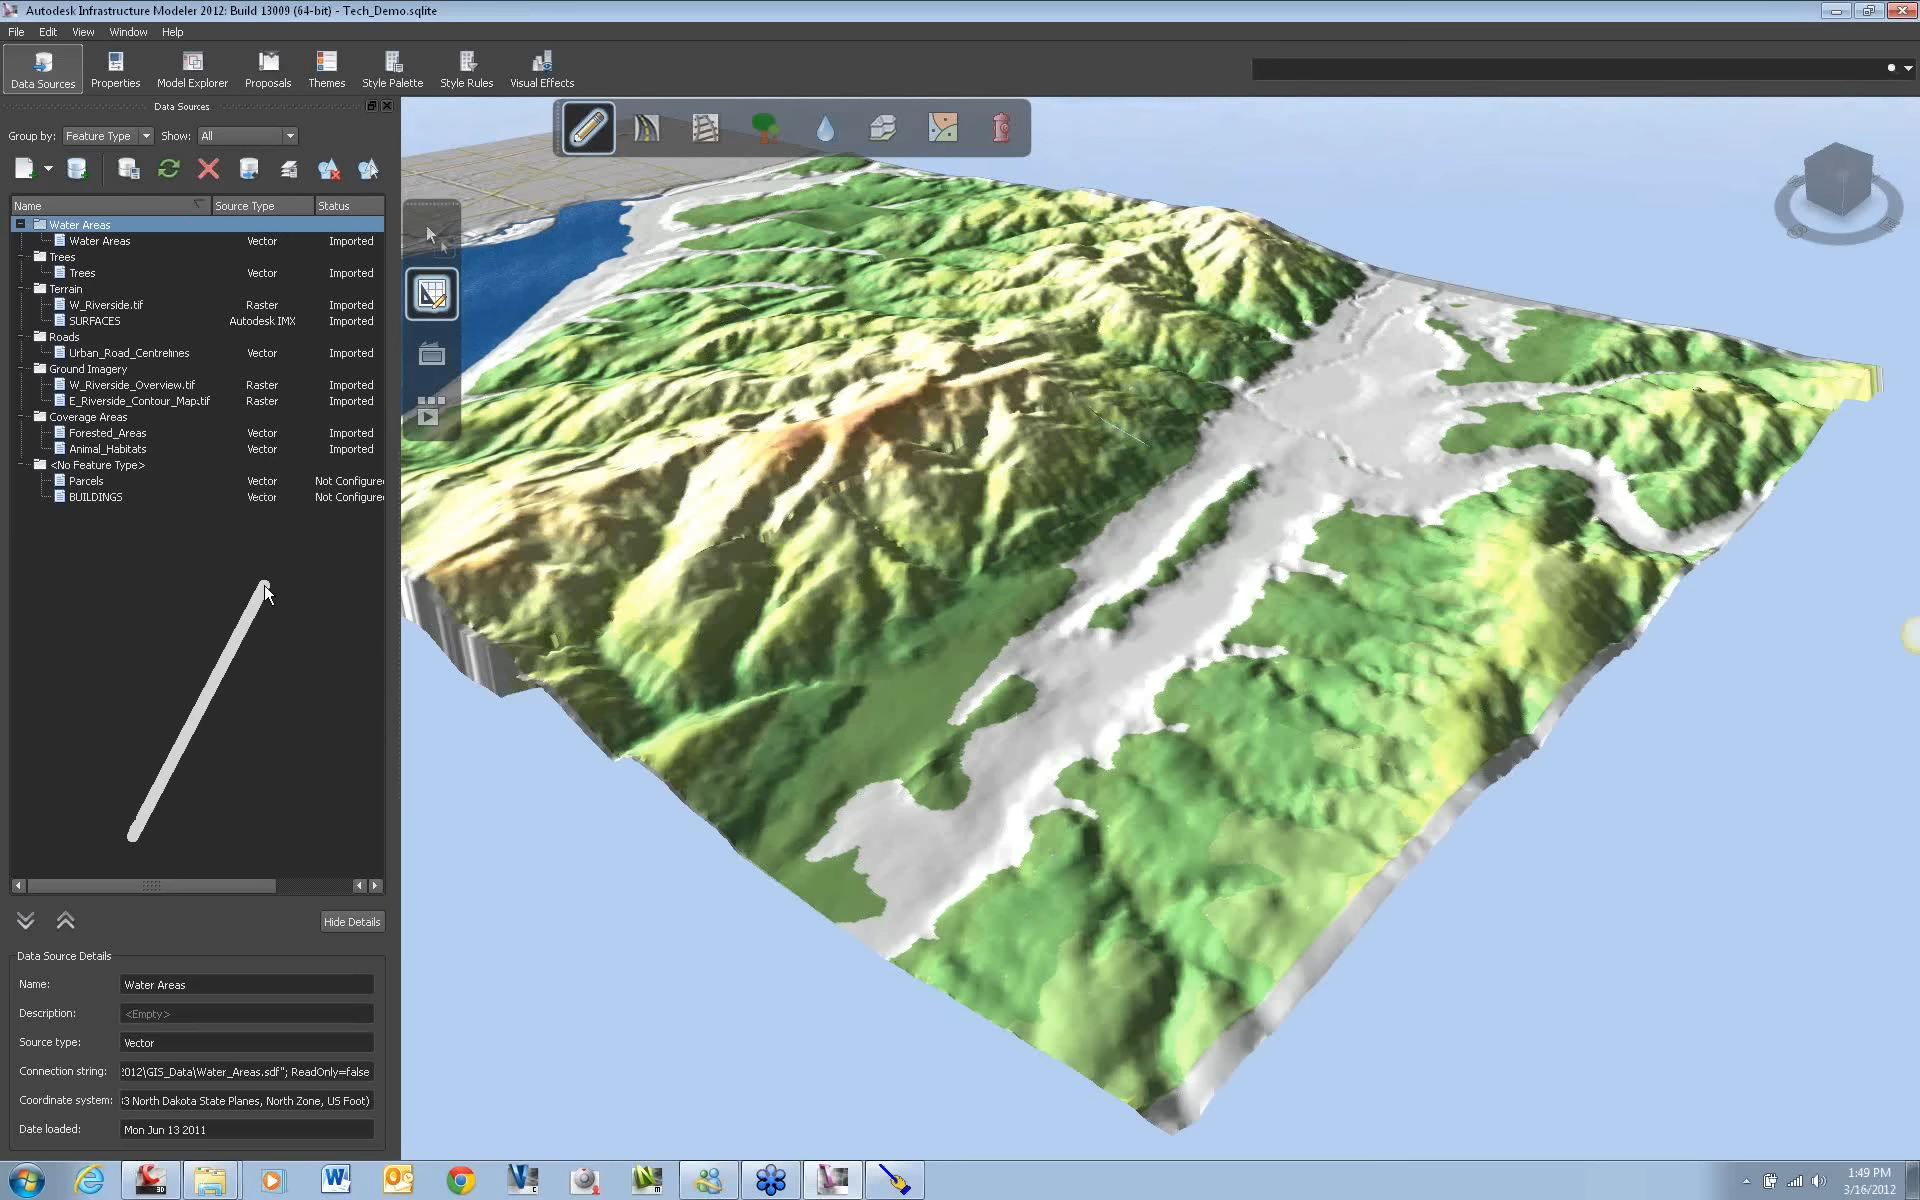 Autodesk Infrastructure Modeler 2012: Build 13009 (64-bit) - Tech_Demo.sqlite
File Edit View Window Help
Data Sources Properties Model Explorer Proposals Themes Style Palette Style Rules Visual Effects
Data Sources
Group by: Feature Type Show: All
Name Source Type Status
Water Areas
Water Areas Vector Imported
Trees
Trees Vector Imported
Terrain
W_Riverside.tif Raster Imported
SURFACES Autodesk IMX Imported
Roads
Urban_Road_Centrelines Vector Imported
Ground Imagery
W_Riverside_Overview.tif Raster Imported
E_Riverside_Contour_Map.tif Raster Imported
Coverage Areas
Forested_Areas Vector Imported
Animal_Habitats Vector Imported
<No Feature Type>
Parcels Vector Not Configure
BUILDINGS Vector Not Configure
Hide Details
Data Source Details
Name: Water Areas
Description: <Empty>
Source type: Vector
Connection string: 2012\GIS_Data\Water_Areas.sdf"; ReadOnly=false
Coordinate system: 3 North Dakota State Planes, North Zone, US Foot)
Date loaded: Mon Jun 13 2011
1:49 PM
3/16/2012